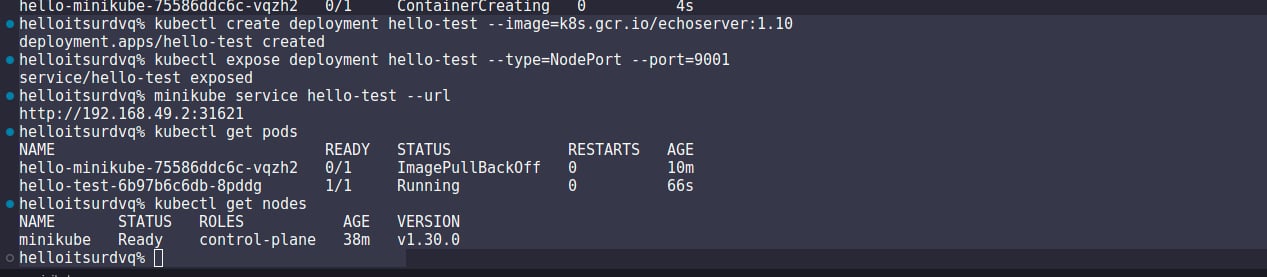 hello-minikube-75586ddc6c-vqzh2   0/1     ContainerCreating   0          4s
helloitsurdvq% kubectl create deployment hello-test --image=k8s.gcr.io/echoserver:1.10
deployment.apps/hello-test created
helloitsurdvq% kubectl expose deployment hello-test --type=NodePort --port=9001
service/hello-test exposed
helloitsurdvq% minikube service hello-test --url
http://192.168.49.2:31621
helloitsurdvq% kubectl get pods
NAME                              READY   STATUS             RESTARTS   AGE
hello-minikube-75586ddc6c-vqzh2   0/1     ImagePullBackOff   0          10m
hello-test-6b97b6c6db-8pddg       1/1     Running            0          66s
helloitsurdvq% kubectl get nodes
NAME       STATUS   ROLES           AGE   VERSION
minikube   Ready    control-plane   38m   v1.30.0
helloitsurdvq%